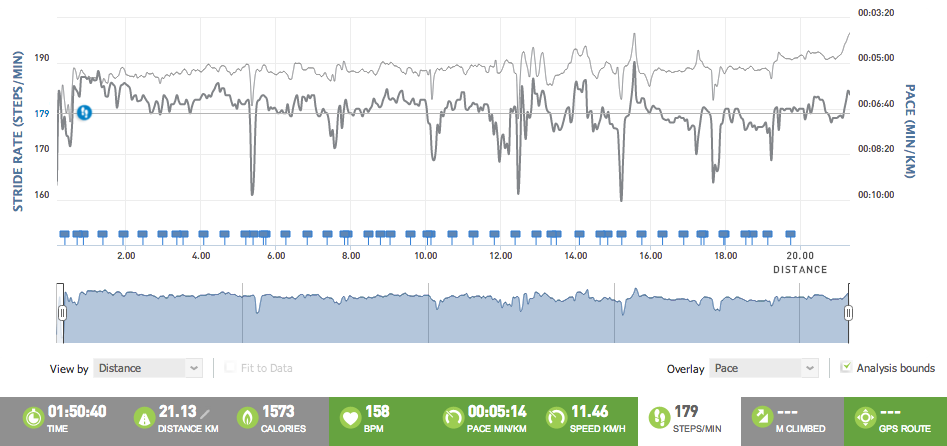 00:03:20
190
00:05:00
179
00:06:40
170
00:08:20
160
00:10:00
STRIDE RATE (STEPS/MIN)
PACE (MIN/KM)
2.00 4.00 6.00 8.00 10.00 12.00 14.00 16.00 18.00 20.00
DISTANCE
View by Distance Fit to Data Overlay Pace Analysis bounds
01:50:40 21.13 1573 158 00:05:14 11.46 179 --- ---
TIME DISTANCE KM CALORIES BPM PACE MIN/KM SPEED KM/H STEPS/MIN M CLIMBED GPS ROUTE